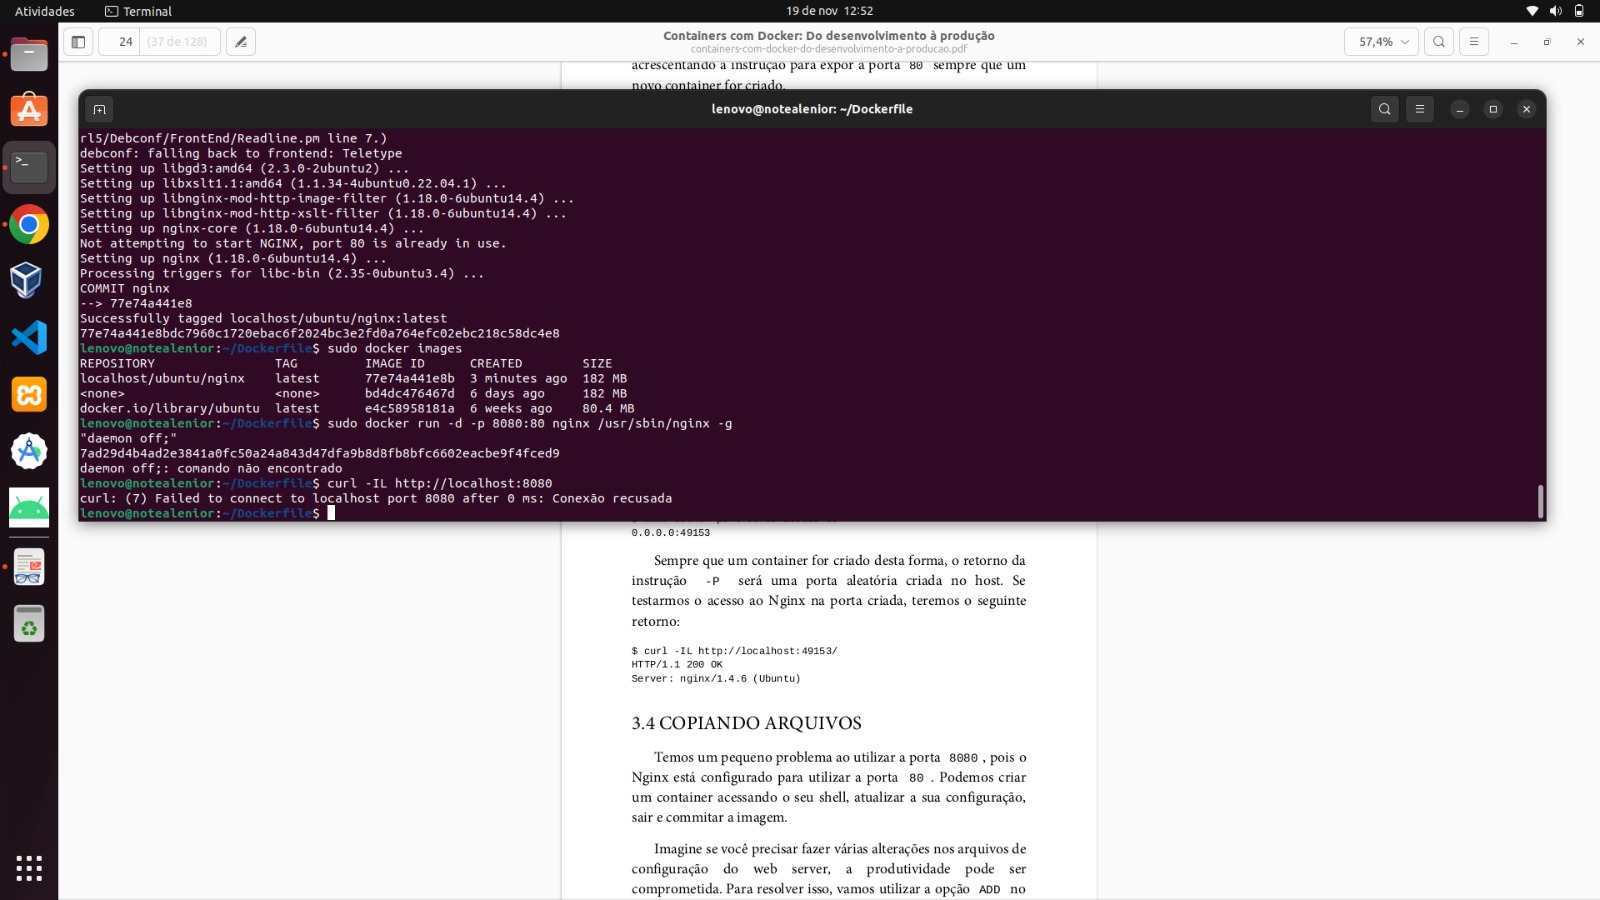 Atividades
Terminal
19 de nov 12:52
24 (37 de 128)
Containers com Docker: Do desenvolvimento à produção
containers-com-docker-do-desenvolvimento-a-producao.pdf
57,4%
acrescentando a instrução para expor a porta 80 sempre que um
novo container for criado.
lenovo@notealenior: ~/Dockerfile
rl5/Debconf/FrontEnd/Readline.pm line 7.)
debconf: falling back to frontend: Teletype
Setting up libgd3:amd64 (2.3.0-2ubuntu2) ...
Setting up libxslt1.1:amd64 (1.1.34-4ubuntu0.22.04.1) ...
Setting up libnginx-mod-http-image-filter (1.18.0-6ubuntu14.4) ...
Setting up libnginx-mod-http-xslt-filter (1.18.0-6ubuntu14.4) ...
Setting up nginx-core (1.18.0-6ubuntu14.4) ...
Not attempting to start NGINX, port 80 is already in use.
Setting up nginx (1.18.0-6ubuntu14.4) ...
Processing triggers for libc-bin (2.35-0ubuntu3.4) ...
COMMIT nginx
--> 77e74a441e8
Successfully tagged localhost/ubuntu/nginx:latest
77e74a441e8bdc7960c1720ebac6f2024bc3e2fd0a764efc02ebc218c58dc4e8
lenovo@notealenior:~/Dockerfile$ sudo docker images
REPOSITORY TAG IMAGE ID CREATED SIZE
localhost/ubuntu/nginx latest 77e74a441e8b 3 minutes ago 182 MB
<none> <none> bd4dc476467d 6 days ago 182 MB
docker.io/library/ubuntu latest e4c58958181a 6 weeks ago 80.4 MB
lenovo@notealenior:~/Dockerfile$ sudo docker run -d -p 8080:80 nginx /usr/sbin/nginx -g
"daemon off;"
7ad29d4b4ad2e3841a0fc50a24a843d47dfa9b8d8fb8bfc6602eacbe9f4fced9
daemon off;: comando não encontrado
lenovo@notealenior:~/Dockerfile$ curl -IL http://localhost:8080
curl: (7) Failed to connect to localhost port 8080 after 0 ms: Conexão recusada
lenovo@notealenior:~/Dockerfile$
0.0.0.0:49153
Sempre que um container for criado desta forma, o retorno da
instrução -P será uma porta aleatória criada no host. Se
testarmos o acesso ao Nginx na porta criada, teremos o seguinte
retorno:
$ curl -IL http://localhost:49153/
HTTP/1.1 200 OK
Server: nginx/1.4.6 (Ubuntu)
3.4 COPIANDO ARQUIVOS
Temos um pequeno problema ao utilizar a porta 8080 , pois o
Nginx está configurado para utilizar a porta 80 . Podemos criar
um container acessando o seu shell, atualizar a sua configuração,
sair e commitar a imagem.
Imagine se você precisar fazer várias alterações nos arquivos de
configuração do web server, a produtividade pode ser
comprometida. Para resolver isso, vamos utilizar a opção ADD no